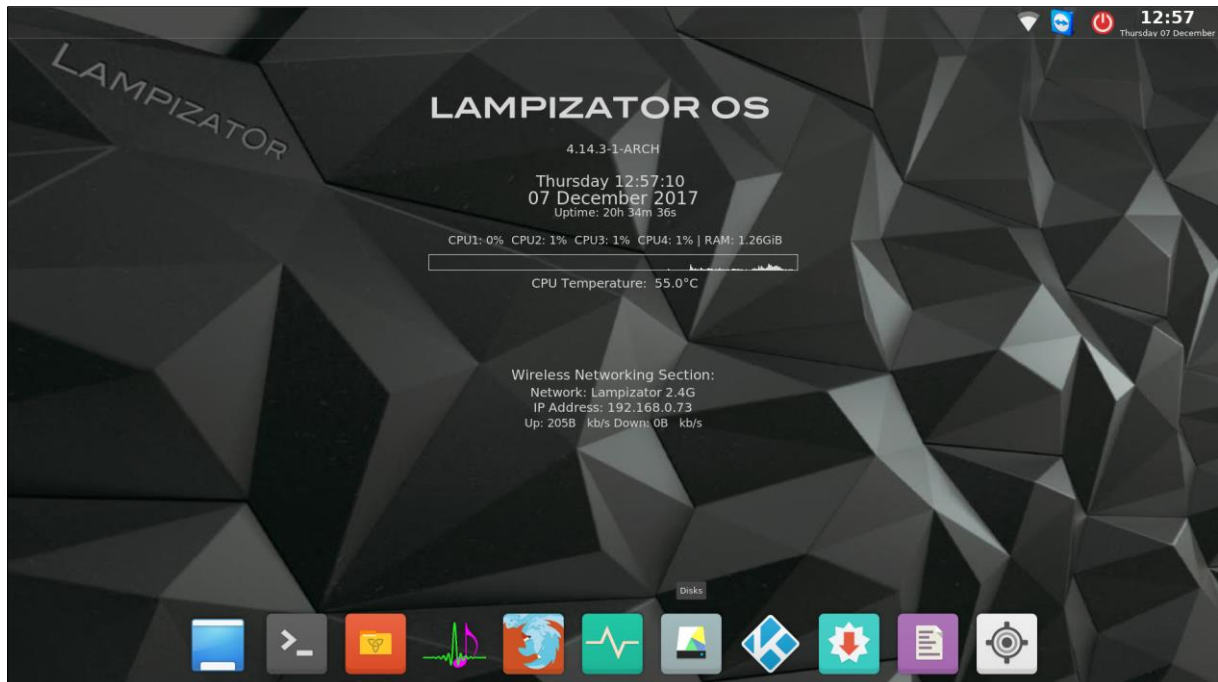 12:57
Thursday 07 December
LAMPIZATOR
LAMPIZATOR OS
4.14.3-1-ARCH
Thursday 12:57:10
07 December 2017
Uptime: 20h 34m 36s
CPU1: 0% CPU2: 1% CPU3: 1% CPU4: 1% | RAM: 1.26GiB
CPU Temperature: 55.0°C
Wireless Networking Section:
Network: Lampizator 2.4G
IP Address: 192.168.0.73
Up: 205B kb/s Down: 0B kb/s
Disks
>_